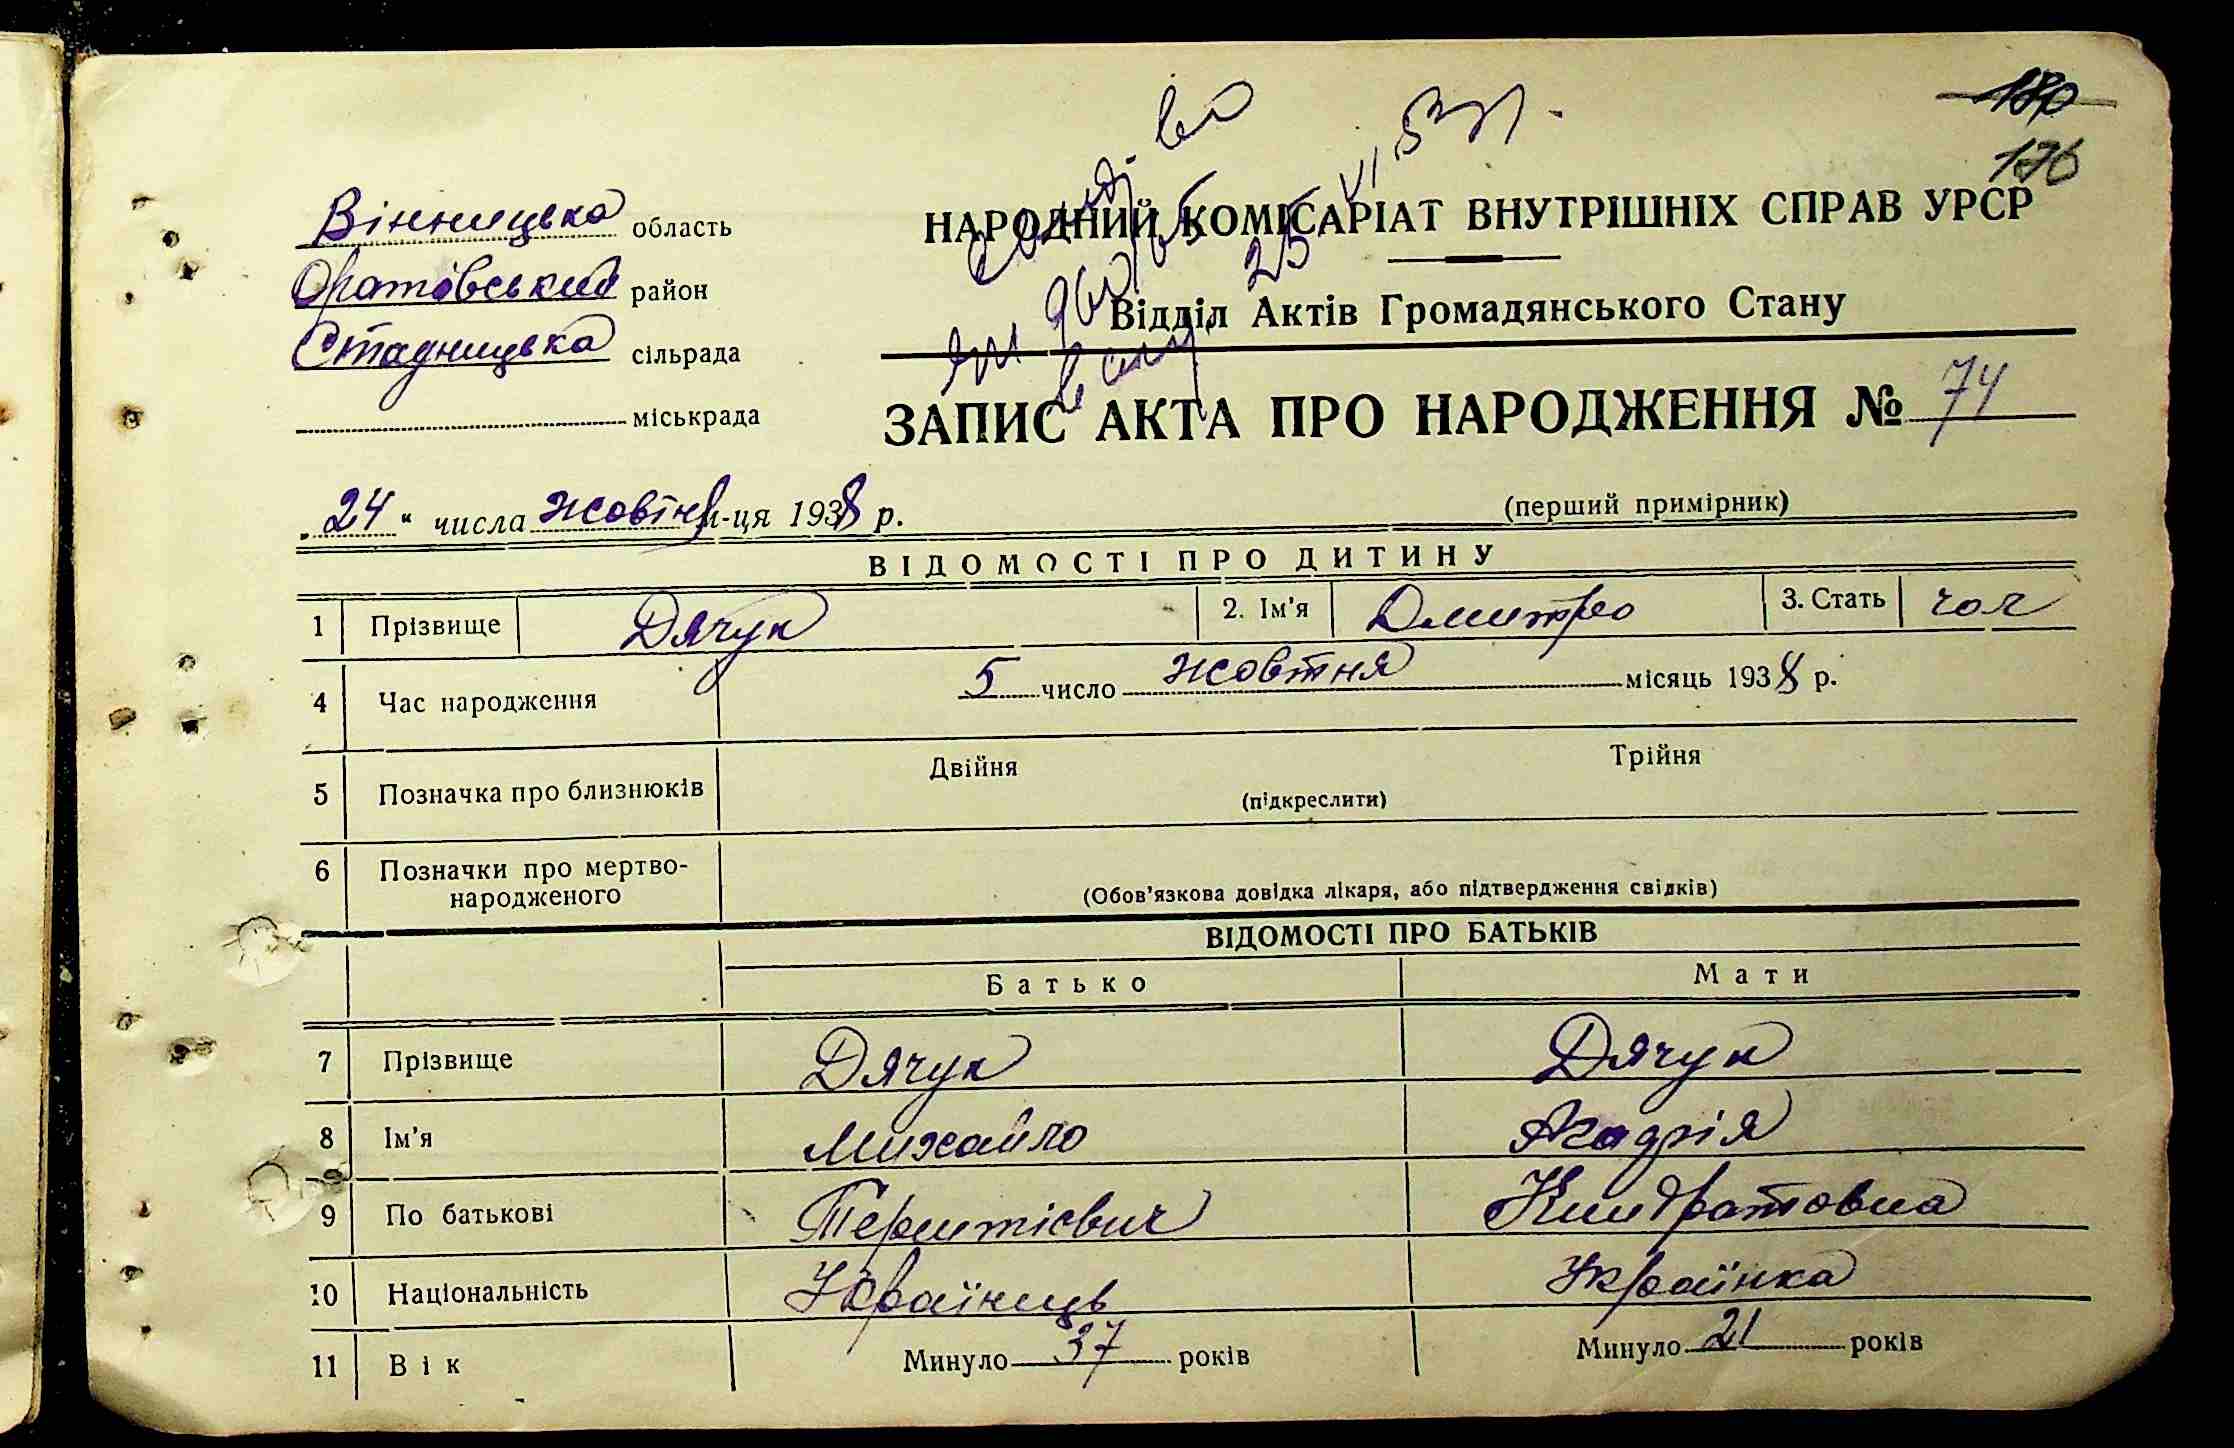 180
176
Вінницька область
Оратівський район
Стадницька сільрада
міськрада
НАРОДНИЙ КОМІСАРІАТ ВНУТРІШНІХ СПРАВ УРСР
25 VI
Відділ Актів Громадянського Стану
ЗАПИС АКТА ПРО НАРОДЖЕННЯ № 74
„24“ числа жовтня м-ця 1938 р.
(перший примірник)
ВІДОМОСТІ ПРО ДИТИНУ
1 Прізвище Дячук 2. Ім'я Дмитро 3. Стать чол
4 Час народження 5 число жовтня місяць 1938 р.
5 Позначка про близнюків Двійня Трійня
(підкреслити)
6 Позначки про мертво-
народженого
(Обов'язкова довідка лікаря, або підтвердження свідків)
ВІДОМОСТІ ПРО БАТЬКІВ
Батько Мати
7 Прізвище Дячук Дячук
8 Ім'я Михайло
9 По батькові Терентієвич Кіндратовна
10 Національність Українець Українка
11 Вік Минуло 37 років Минуло 21 років